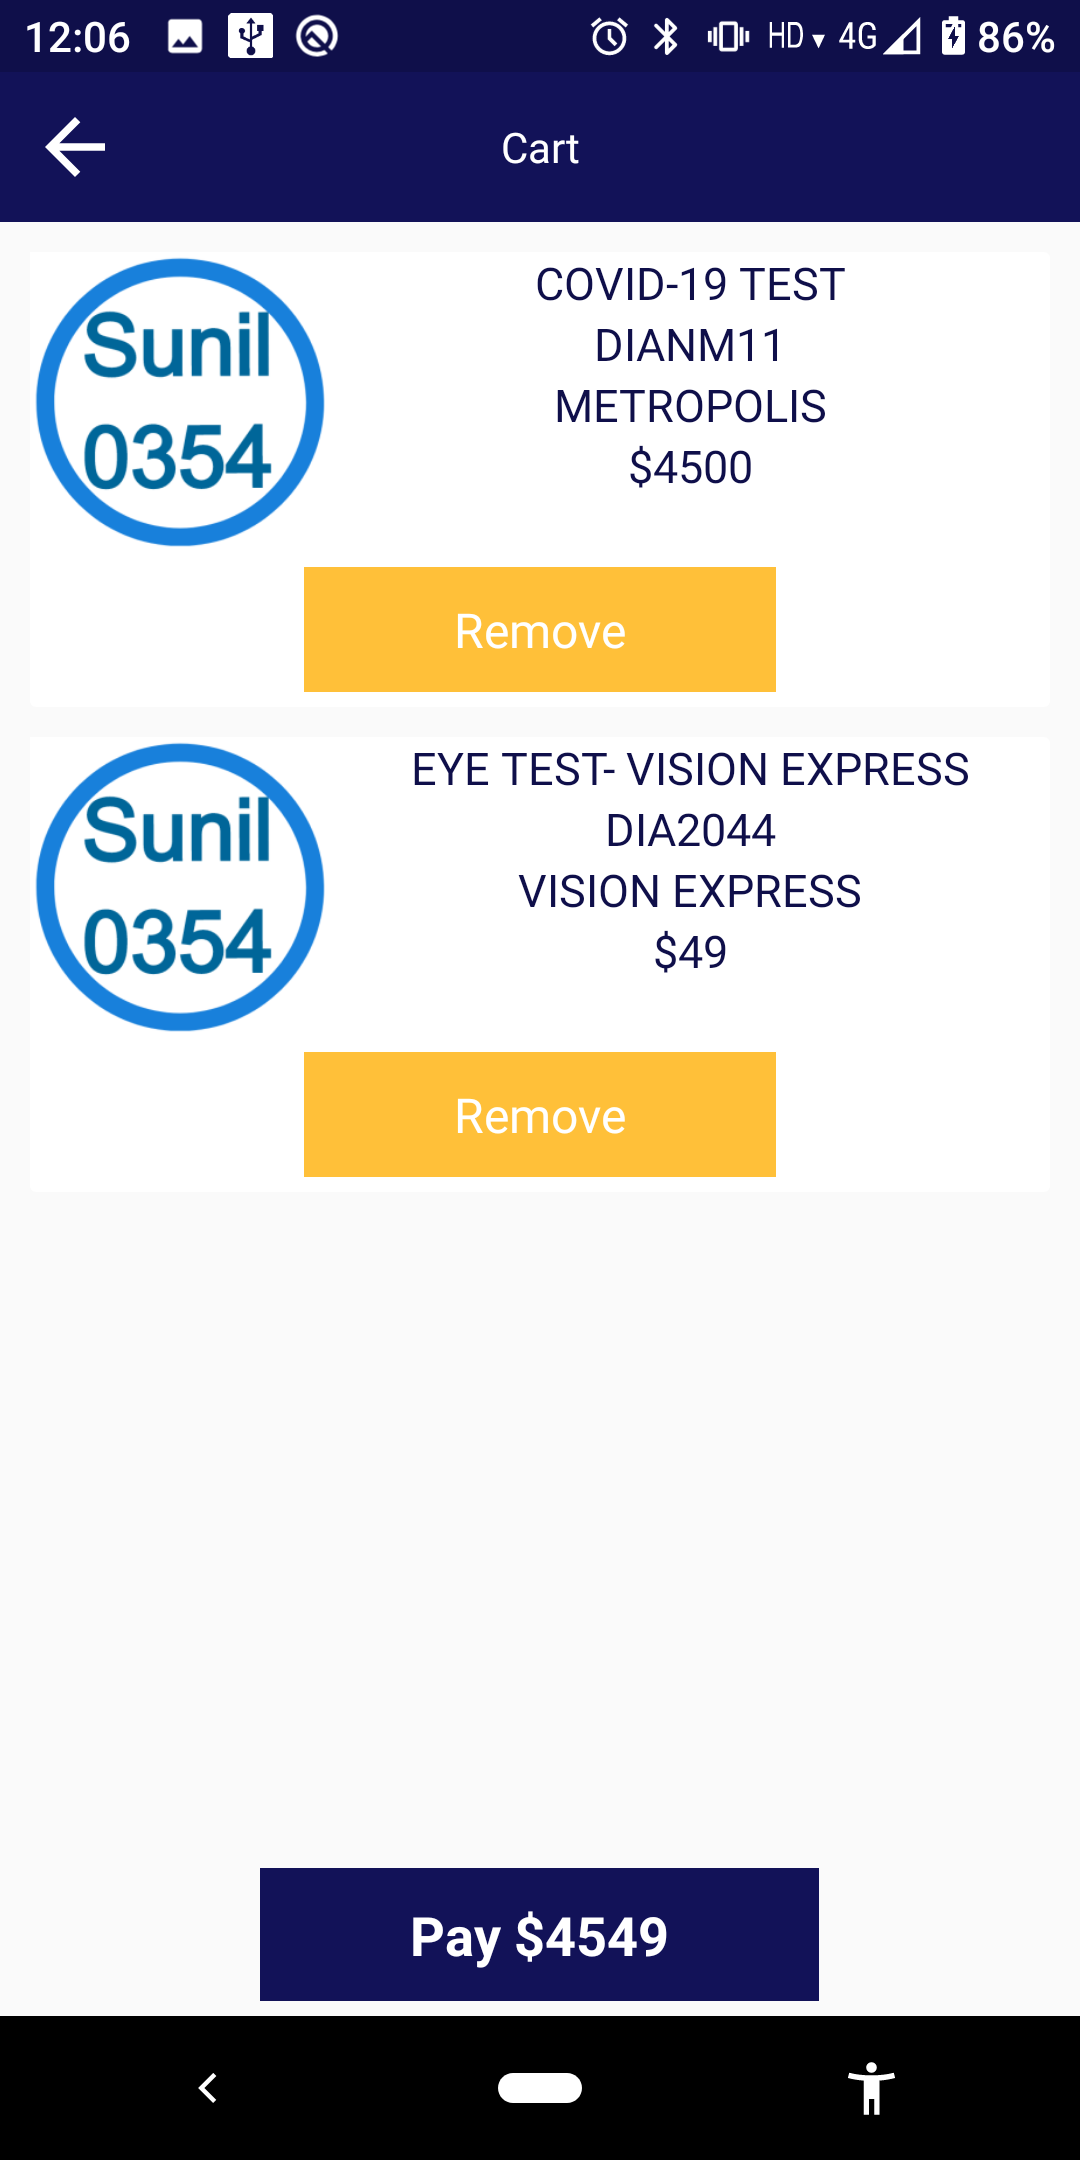 12:06 HD 4G 86%
Cart
Sunil
0354
COVID-19 TEST
DIANM11
METROPOLIS
$4500
Remove
Sunil
0354
EYE TEST- VISION EXPRESS
DIA2044
VISION EXPRESS
$49
Remove
Pay $4549